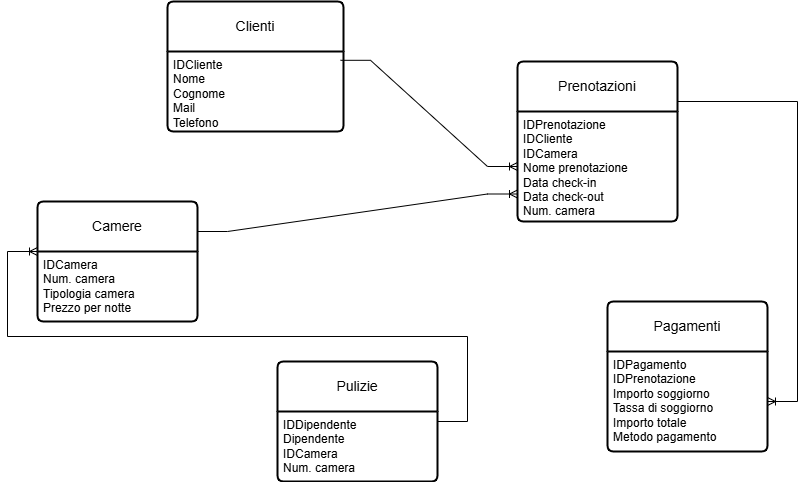 Clienti
IDCliente
Nome
Cognome
Mail
Telefono
Prenotazioni
IDPrenotazione
IDCliente
IDCamera
Nome prenotazione
Data check-in
Data check-out
Num. camera
Camere
IDCamera
Num. camera
Tipologia camera
Prezzo per notte
Pagamenti
IDPagamento
IDPrenotazione
Importo soggiorno
Tassa di soggiorno
Importo totale
Metodo pagamento
Pulizie
IDDipendente
Dipendente
IDCamera
Num. camera